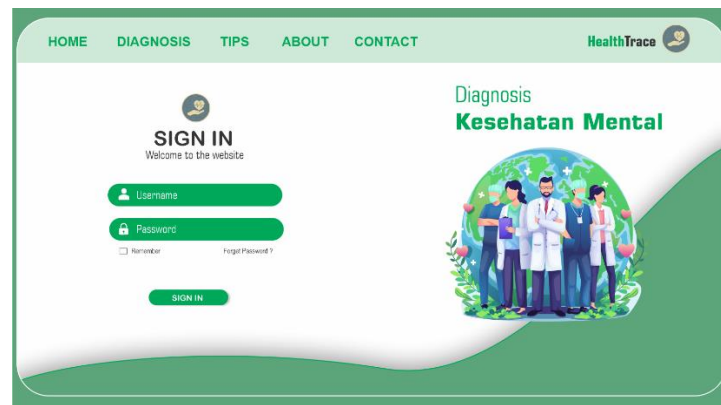 HOME DIAGNOSIS TIPS ABOUT CONTACT HealthTrace
SIGN IN
Welcome to the website
Username
Password
Remember Forgot Password ?
SIGN IN
Diagnosis
Kesehatan Mental